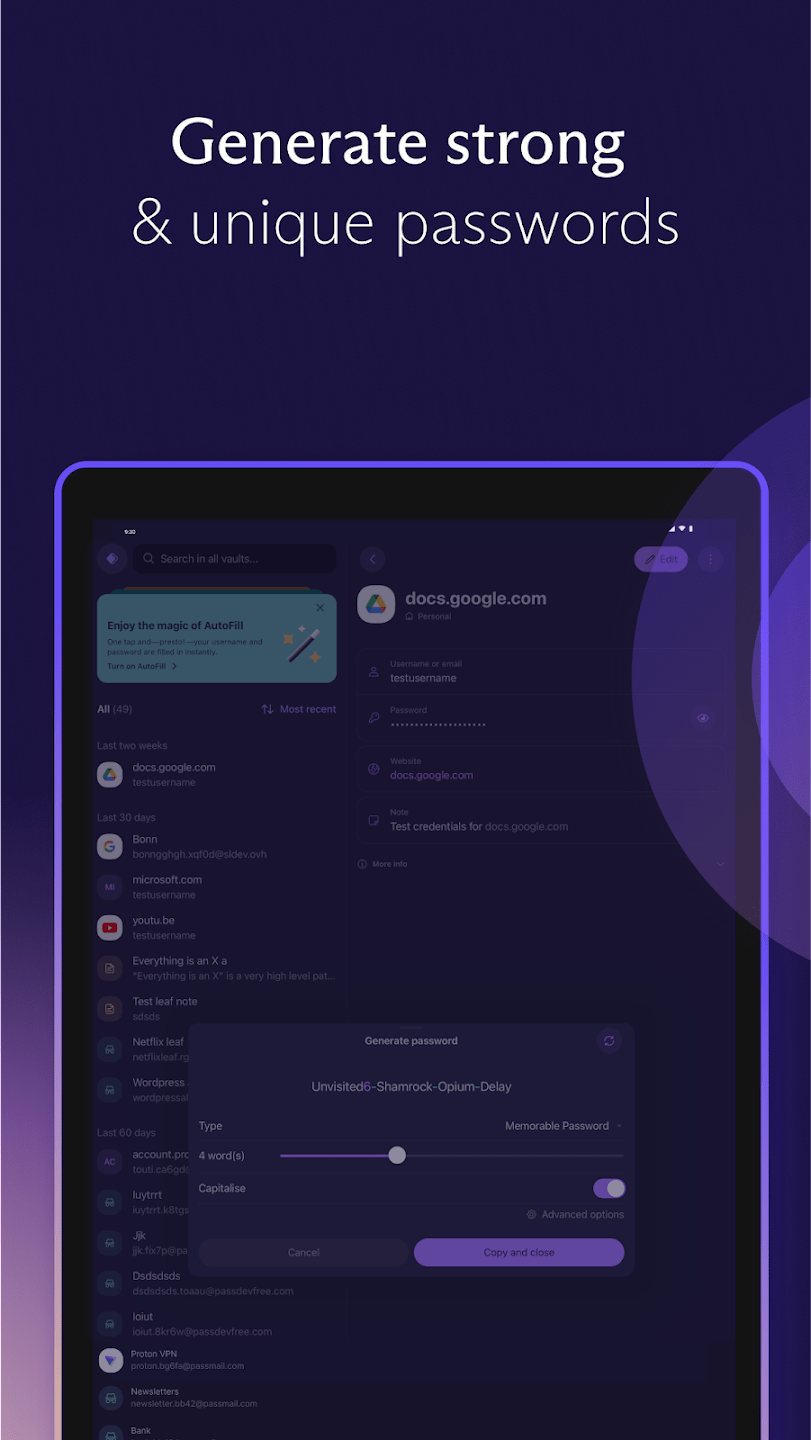 Generate strong
& unique passwords
9:30
Search in all vaults...
Edit
Enjoy the magic of AutoFill
One tap and—presto!—your username and
password are filled in instantly.
Turn on AutoFill
All (49)
Most recent
Last two weeks
docs.google.com
testusername
Last 30 days
Bonn
bonngghgh.xqf0d@sldev.ovh
MI
microsoft.com
testusername
youtu.be
testusername
Everything is an X a
"Everything is an X" is a very high level pat...
Test leaf note
sdsds
Netflix leaf
netflixleaf.rg
Wordpress
wordpressal
Last 60 days
AC
account.pro
touti.ca6gd
luytrrt
iuytrrt.k8tgs
Jjk
jjk.fix7p@pa
Dsdsdsds
dsdsdsds.toaau@passdevfree.com
Ioiut
ioiut.8kr6w@passdevfree.com
Proton VPN
proton.bg6fa@passmail.com
Newsletters
newsletter.bb42@passmail.com
Bank
docs.google.com
Personal
Username or email
testusername
Password
••••••••••••••••••••
Website
docs.google.com
Note
Test credentials for docs.google.com
More info
Generate password
Unvisited6-Shamrock-Opium-Delay
Type
Memorable Password
4 word(s)
Capitalise
Advanced options
Cancel
Copy and close